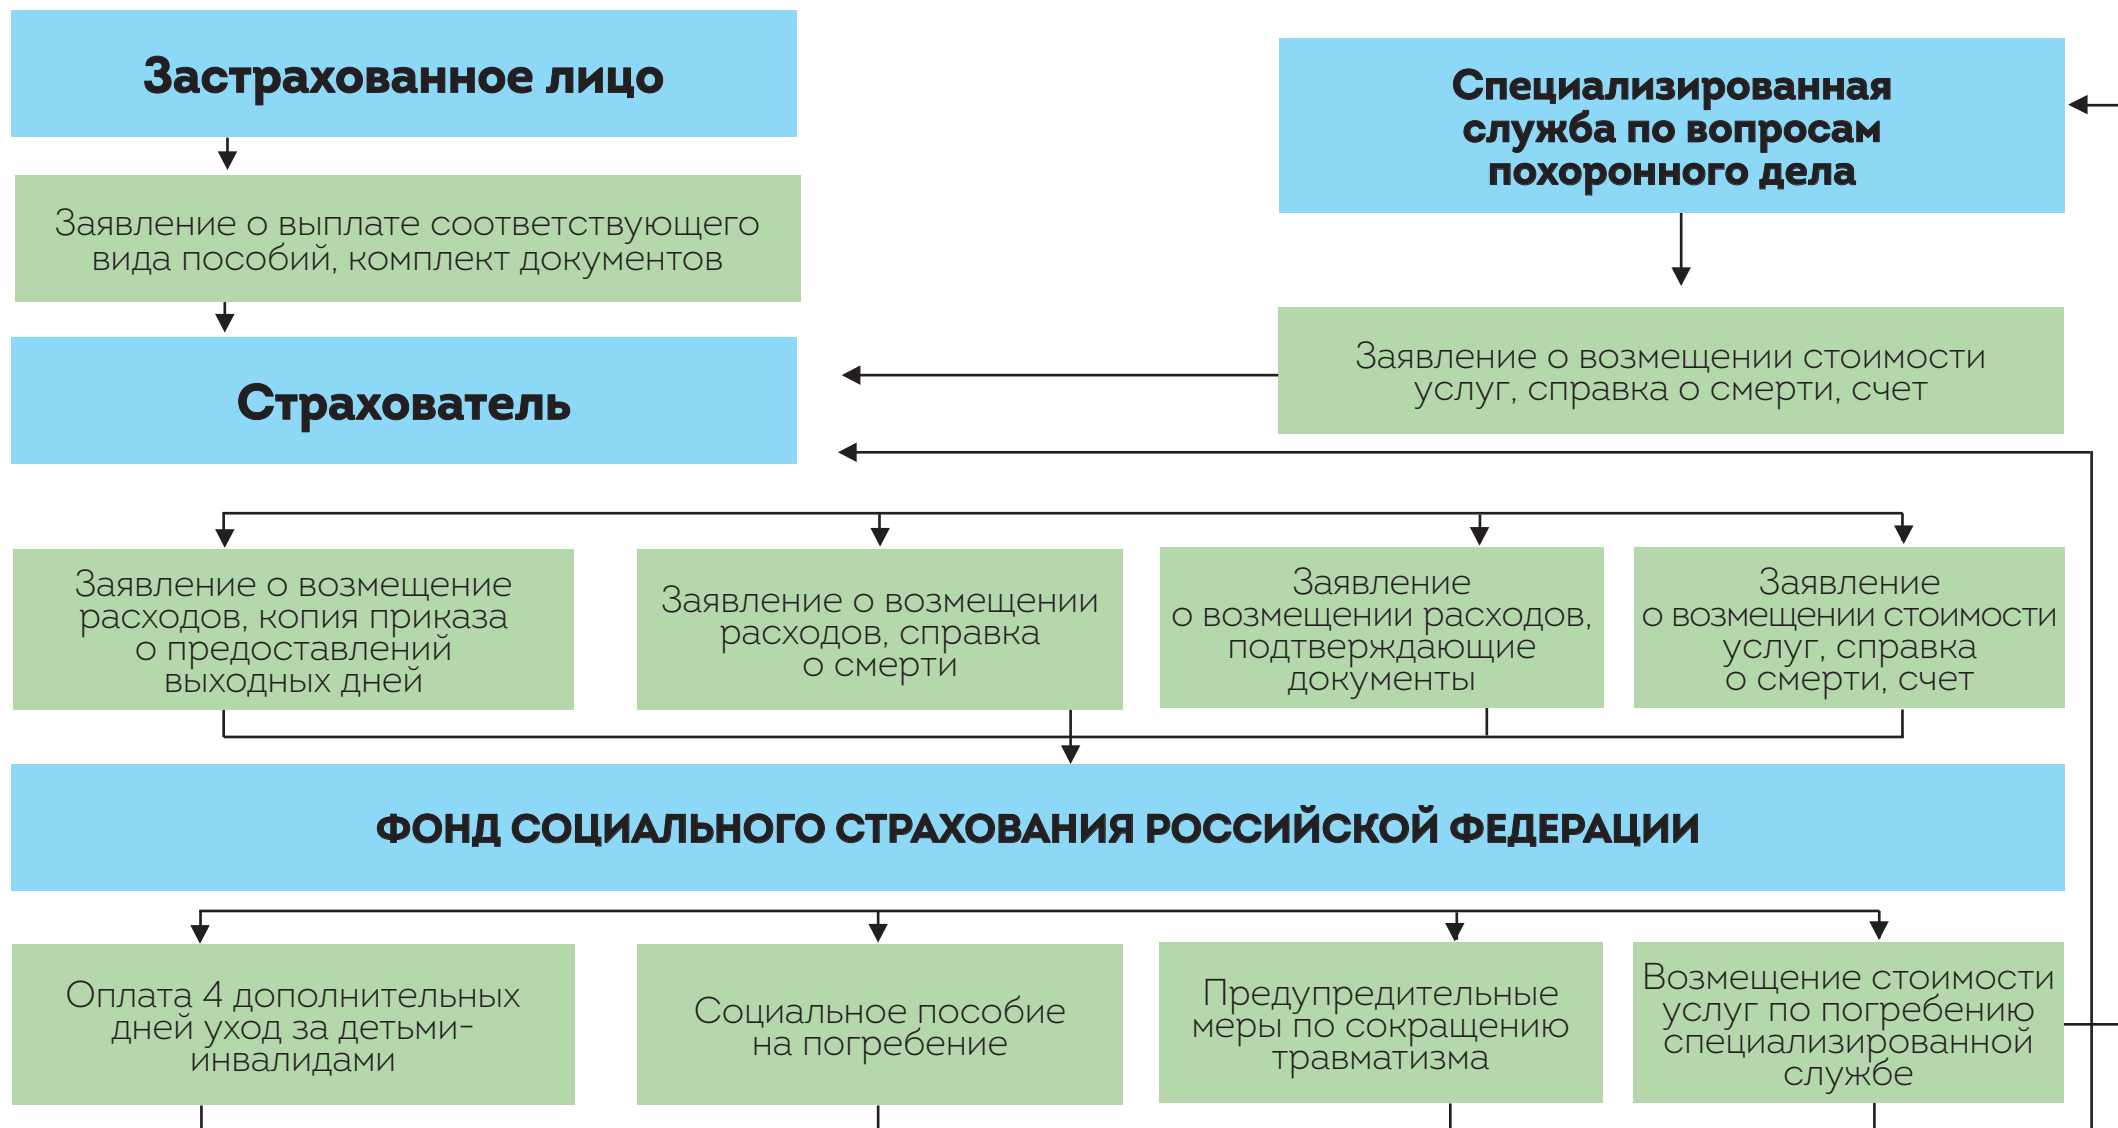 Застрахованное лицо
Специализированная
служба по вопросам
похоронного дела
Заявление о выплате соответствующего
вида пособий, комплект документов
Страхователь
Заявление о возмещении стоимости
услуг, справка о смерти, счет
Заявление о возмещение
расходов, копия приказа
о предоставлений
выходных дней
Заявление о возмещении
расходов, справка
о смерти
Заявление
о возмещении расходов,
подтверждающие
документы
Заявление
о возмещении стоимости
услуг, справка
о смерти, счет
ФОНД СОЦИАЛЬНОГО СТРАХОВАНИЯ РОССИЙСКОЙ ФЕДЕРАЦИИ
Оплата 4 дополнительных
дней уход за детьми-
инвалидами
Социальное пособие
на погребение
Предупредительные
меры по сокращению
травматизма
Возмещение стоимости
услуг по погребению
специализированной
службе